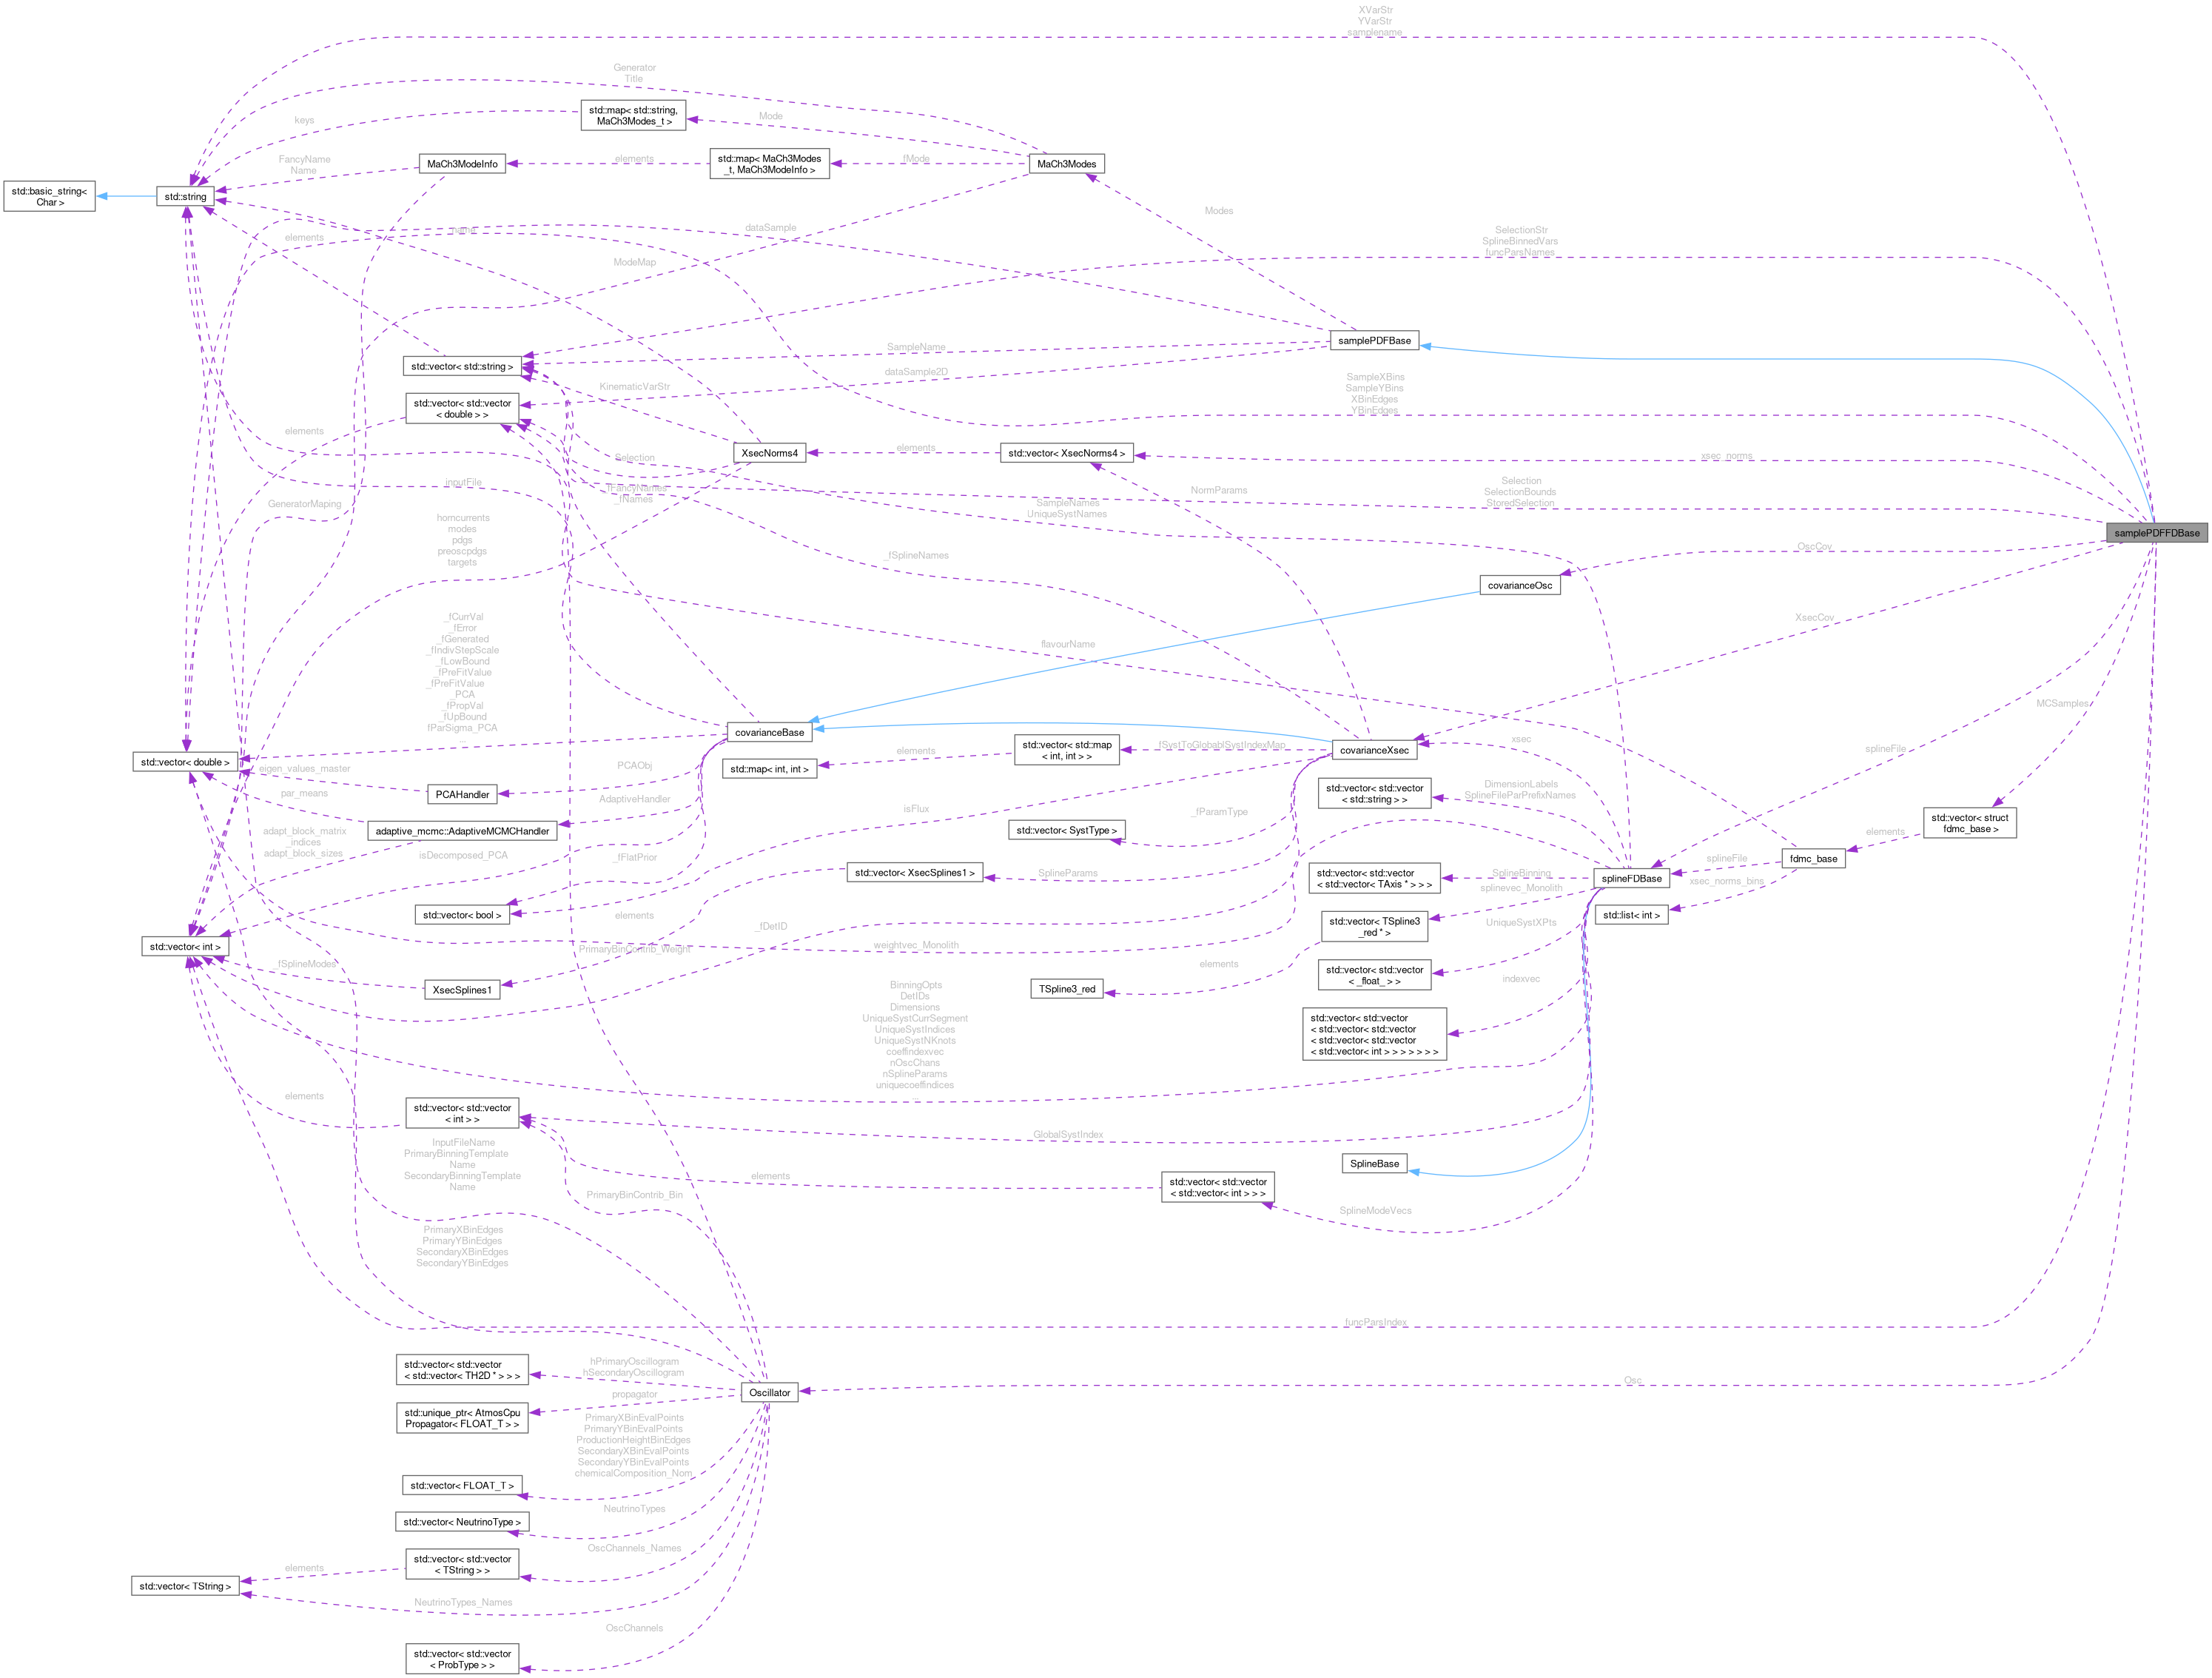 XVarStr
YVarStr
samplename
Generator
Title
std::map< std::string,
MaCh3Modes_t >
keys
Mode
FancyName
Name
MaCh3ModeInfo
elements
std::map< MaCh3Modes
_t, MaCh3ModeInfo >
fMode
MaCh3Modes
std::basic_string<
Char >
std::string
Modes
elements
name
dataSample
ModeMap
SelectionStr
SplineBinnedVars
funcParsNames
samplePDFBase
std::vector< std::string >
SampleName
dataSample2D
KinematicVarStr
std::vector< std::vector
< double > >
SampleXBins
SampleYBins
XBinEdges
YBinEdges
elements
Selection
XsecNorms4
elements
std::vector< XsecNorms4 >
xsec_norms
inputFile
_fFancyNames
_fNames
GeneratorMaping
NormParams
SampleNames
UniqueSystNames
Selection
SelectionBounds
StoredSelection
samplePDFFDBase
homcurrents
modes
pdgs
preoscpdgs
targets
_fSplineNames
OscCov
covarianceOsc
XsecCov
_fCurrVal
_fError
_fGenerated
_fIndivStepScale
_fLowBound
_fPreFitValue
_fPreFitValue
_PCA
_fPropVal
_fUpBound
fParSigma_PCA
...
flavourName
MCSamples
covarianceBase
xsec
covarianceXsec
_fSystToGlobablSystIndexMap
std::vector< std::map
< int, int > >
elements
std::map< int, int >
splineFile
std::vector< double >
eigen_values_master
PCAObj
PCAHandler
par_means
AdaptiveHandler
isFlux
_fParamType
DimensionLabels
SplineFileParPrefixNames
std::vector< std::vector
< std::string > >
std::vector< struct
fdmc_base >
adaptive_mcmc::AdaptiveMCMCHandler
std::vector< SystType >
elements
adapt_block_matrix
_indices
adapt_block_sizes
isDecomposed_PCA
_fFlatPrior
std::vector< XsecSplines1 >
SplineParams
std::vector< std::vector
< std::vector< TAxis * > > >
SplineBinning
splineFDBase
splineFile
fdmc_base
xsec_norms_bins
std::list< int >
std::vector< bool >
elements
splinevec_Monolith
std::vector< TSpline3
_red * >
UniqueSystXPts
std::vector< int >
_fDetID
PrimaryBinContrib_Weight
weightvec_Monolith
_fSplineModes
XsecSplines1
elements
TSpline3_red
std::vector< std::vector
< _float_ > >
indexvec
BinningOpts
DetIDs
Dimensions
UniqueSystCurrSegment
UniqueSystIndices
UniqueSystNKnots
coeffindexvec
nOscChans
nSplineParams
uniquecoeffindices
...
std::vector< std::vector
< std::vector< std::vector
< std::vector< std::vector
< std::vector< int > > > > > > >
elements
std::vector< std::vector
< int > >
GlobalSystIndex
InputFileName
PrimaryBinningTemplate
Name
SecondaryBinningTemplate
Name
SplineBase
elements
std::vector< std::vector
< std::vector< int > > >
PrimaryBinContrib_Bin
SplineModeVecs
PrimaryXBinEdges
PrimaryYBinEdges
SecondaryXBinEdges
SecondaryYBinEdges
funcParsIndex
std::vector< std::vector
< std::vector< TH2D * > > >
hPrimaryOscillogram
hSecondaryOscillogram
Oscillator
Osc
propagator
std::unique_ptr< AtmosCpu
Propagator< FLOAT_T > >
PrimaryXBinEvalPoints
PrimaryYBinEvalPoints
ProductionHeightBinEdges
SecondaryXBinEvalPoints
SecondaryYBinEvalPoints
chemicalComposition_Nom
std::vector< FLOAT_T >
NeutrinoTypes
std::vector< NeutrinoType >
OscChannels_Names
elements
std::vector< std::vector
< TString > >
std::vector< TString >
NeutrinoTypes_Names
OscChannels
std::vector< std::vector
< ProbType > >